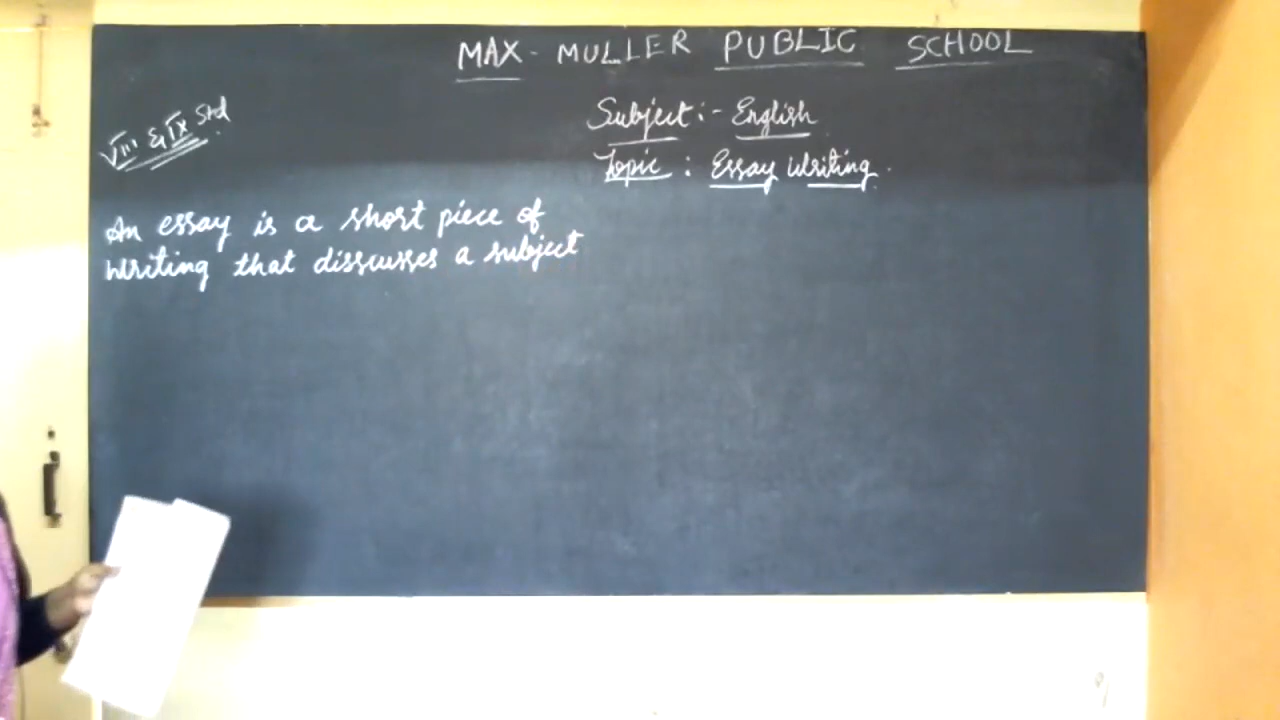 MAX- MULLER PUBLIC SCHOOL
Subject :- English
Topic : Essay Writing.
VIII & IX Std
An essay is a short piece of
writing that disscusses a subject